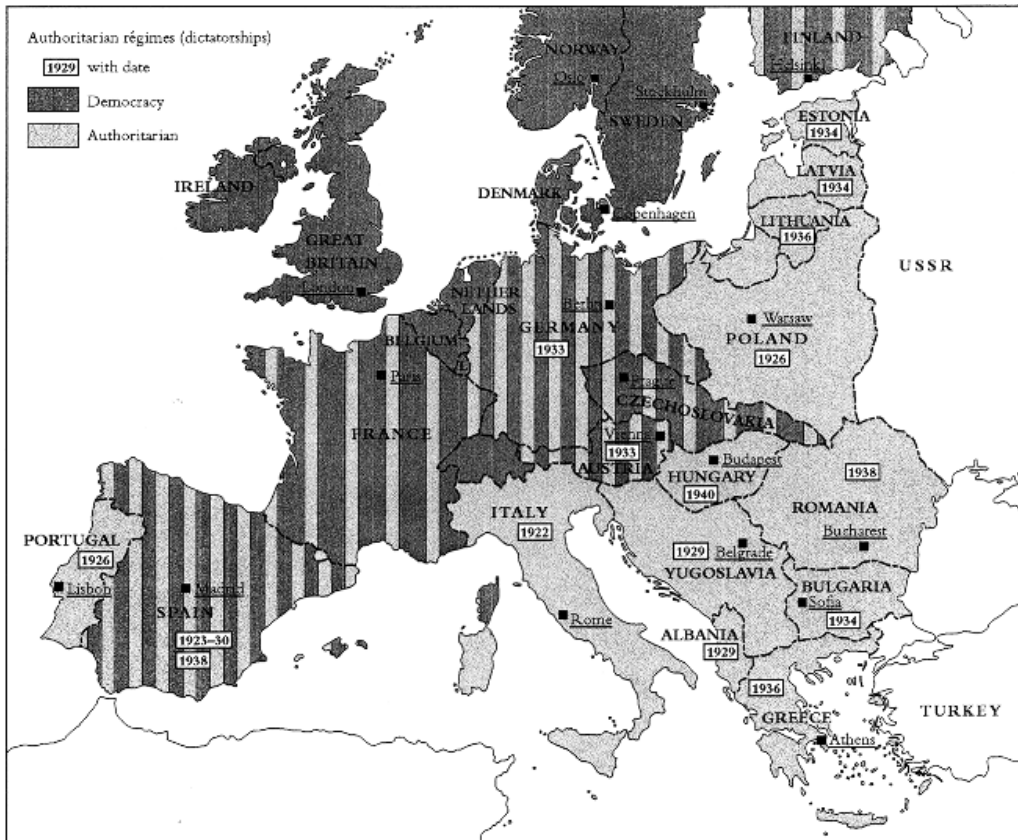 Authoritarian régimes (dictatorships)
1929 with date
Democracy
Authoritarian
NORWAY
Oslo
Stockholm
SWEDEN
FINLAND
Helsinki
ESTONIA
1934
LATVIA
1934
LITHUANIA
1936
USSR
IRELAND
GREAT
BRITAIN
London
DENMARK
Copenhagen
NETHER
LANDS
BELGIUM
Berlin
GERMANY
1933
Warsaw
POLAND
1926
Paris
FRANCE
Prague
CZECHOSLOVAKIA
Vienna
1933
AUSTRIA
Budapest
HUNGARY
1940
1938
ROMANIA
Bucharest
ITALY
1922
Rome
1929
Belgrade
YUGOSLAVIA
BULGARIA
Sofia
1934
ALBANIA
1929
1936
GREECE
Athens
TURKEY
PORTUGAL
1926
Lisbon
Madrid
SPAIN
1923–30
1938